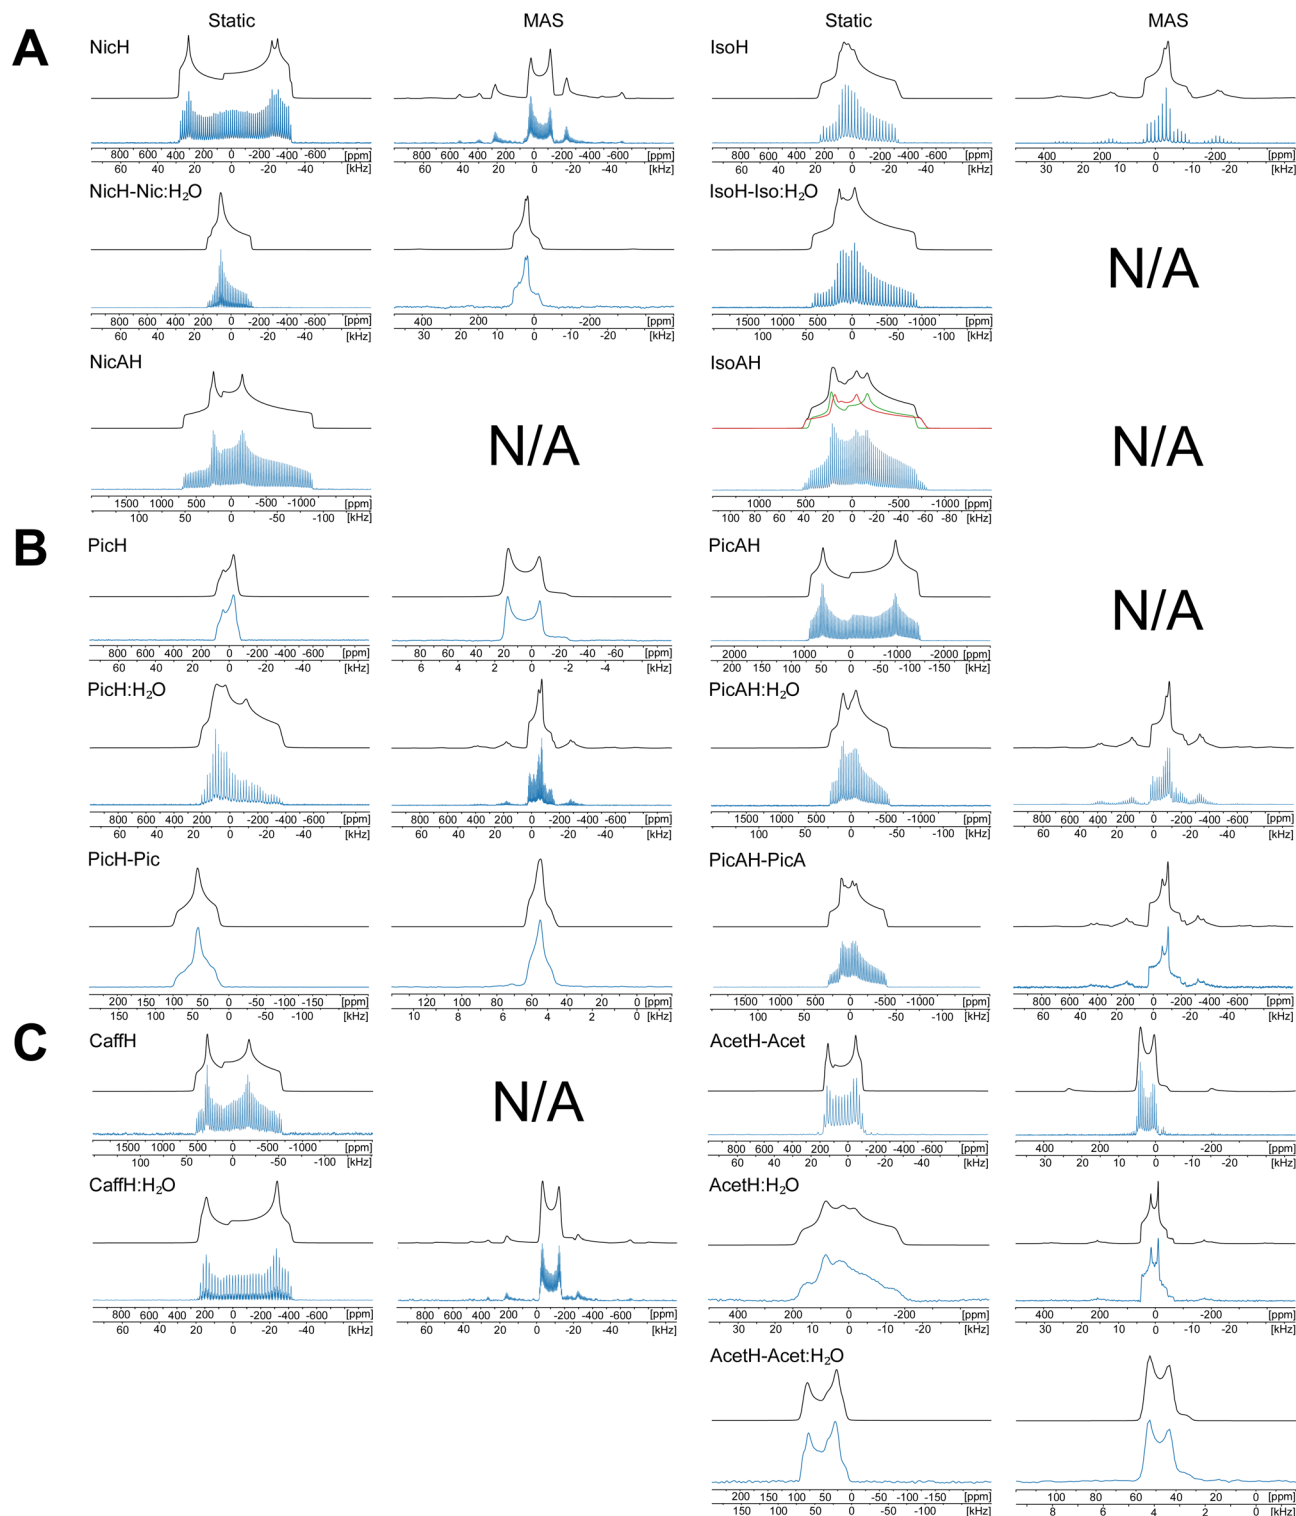 Static MAS Static MAS
A
NicH IsoH
800 600 400 200 0 -200 -400 -600 [ppm] 800 600 400 200 0 -200 -400 -600 [ppm] 800 600 400 200 0 -200 -400 -600 [ppm] 400 200 0 -200 [ppm]
60 40 20 0 -20 -40 [kHz] 60 40 20 0 -20 -40 [kHz] 60 40 20 0 -20 -40 [kHz] 30 20 10 0 -10 -20 [kHz]
NicH-Nic:H₂O IsoH-Iso:H₂O
N/A
800 600 400 200 0 -200 -400 -600 [ppm] 400 200 0 -200 [ppm] 1500 1000 500 0 -500 -1000 [ppm]
60 40 20 0 -20 -40 [kHz] 30 20 10 0 -10 -20 [kHz] 100 50 0 -50 -100 [kHz]
NicAH IsoAH
N/A N/A
1500 1000 500 0 -500 -1000 [ppm] 1000 500 0 -500 -1000 [ppm]
100 50 0 -50 -100 [kHz] 100 80 60 40 20 0 -20 -40 -60 -80 [kHz]
B
PicH PicAH
N/A
800 600 400 200 0 -200 -400 -600 [ppm] 80 60 40 20 0 -20 -40 -60 [ppm] 2000 1000 0 -1000 -2000 [ppm]
60 40 20 0 -20 -40 [kHz] 6 4 2 0 -2 -4 [kHz] 200 150 100 50 0 -50 -100 -150 [kHz]
PicH:H₂O PicAH:H₂O
800 600 400 200 0 -200 -400 -600 [ppm] 800 600 400 200 0 -200 -400 -600 [ppm] 1500 1000 500 0 -500 -1000 [ppm] 800 600 400 200 0 -200 -400 -600 [ppm]
60 40 20 0 -20 -40 [kHz] 60 40 20 0 -20 -40 [kHz] 100 50 0 -50 -100 [kHz] 60 40 20 0 -20 -40 [kHz]
PicH-Pic PicAH-PicA
200 150 100 50 0 -50 -100 -150 [ppm] 120 100 80 60 40 20 0 [ppm] 1500 1000 500 0 -500 -1000 [ppm] 800 600 400 200 0 -200 -400 -600 [ppm]
150 100 50 0 -50 -100 [kHz] 10 8 6 4 2 0 [kHz] 100 50 0 -50 -100 [kHz] 60 40 20 0 -20 -40 [kHz]
C
CaffH AcetH-Acet
N/A
1500 1000 500 0 -500 -1000 [ppm] 800 600 400 200 0 -200 -400 -600 [ppm] 400 200 0 -200 [ppm]
100 50 0 -50 -100 [kHz] 60 40 20 0 -20 -40 [kHz] 30 20 10 0 -10 -20 [kHz]
CaffH:H₂O AcetH:H₂O
800 600 400 200 0 -200 -400 -600 [ppm] 800 600 400 200 0 -200 -400 -600 [ppm] 400 200 0 -200 [ppm] 400 200 0 -200 [ppm]
60 40 20 0 -20 -40 [kHz] 60 40 20 0 -20 -40 [kHz] 30 20 10 0 -10 -20 [kHz] 30 20 10 0 -10 -20 [kHz]
AcetH-Acet:H₂O
200 150 100 50 0 -50 -100 -150 [ppm] 100 80 60 40 20 0 [ppm]
150 100 50 0 -50 -100 [kHz] 8 6 4 2 0 [kHz]